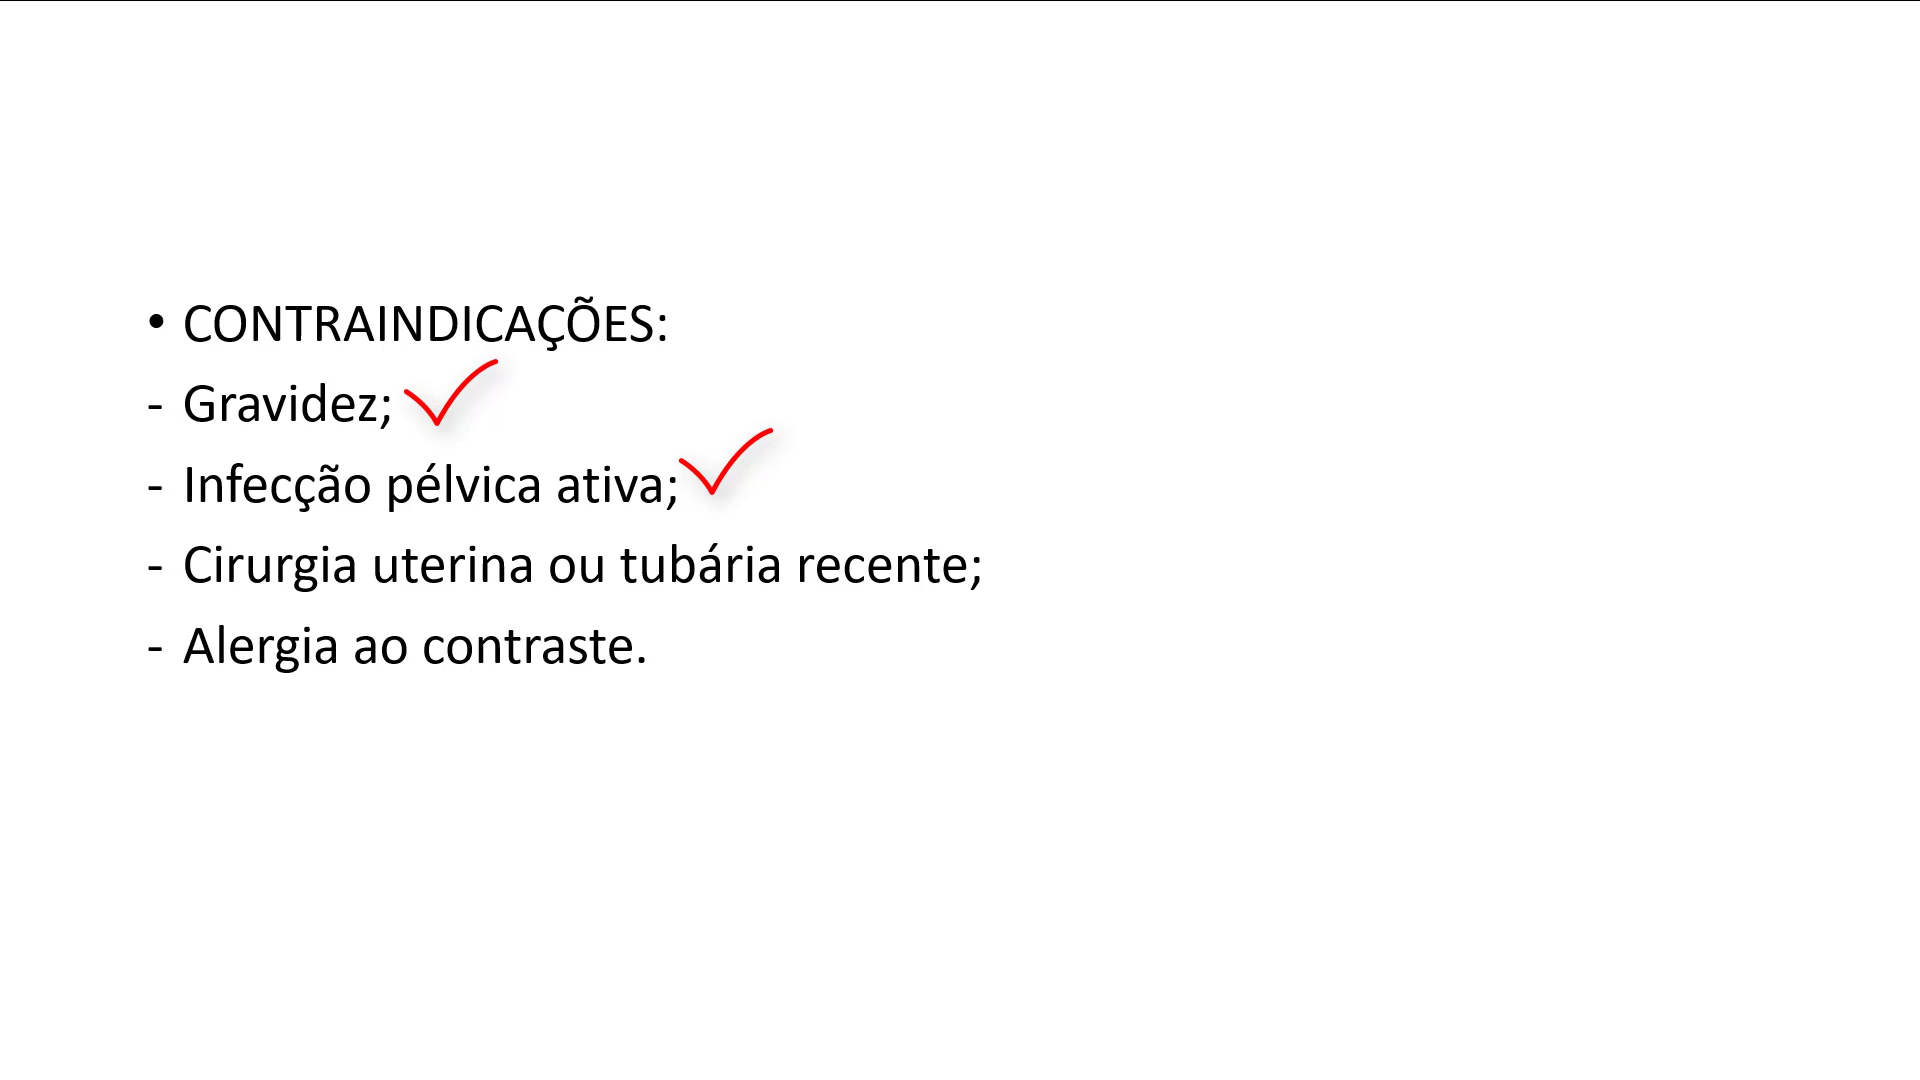 • CONTRAINDICAÇÕES:
- Gravidez;
- Infecção pélvica ativa;
- Cirurgia uterina ou tubária recente;
- Alergia ao contraste.